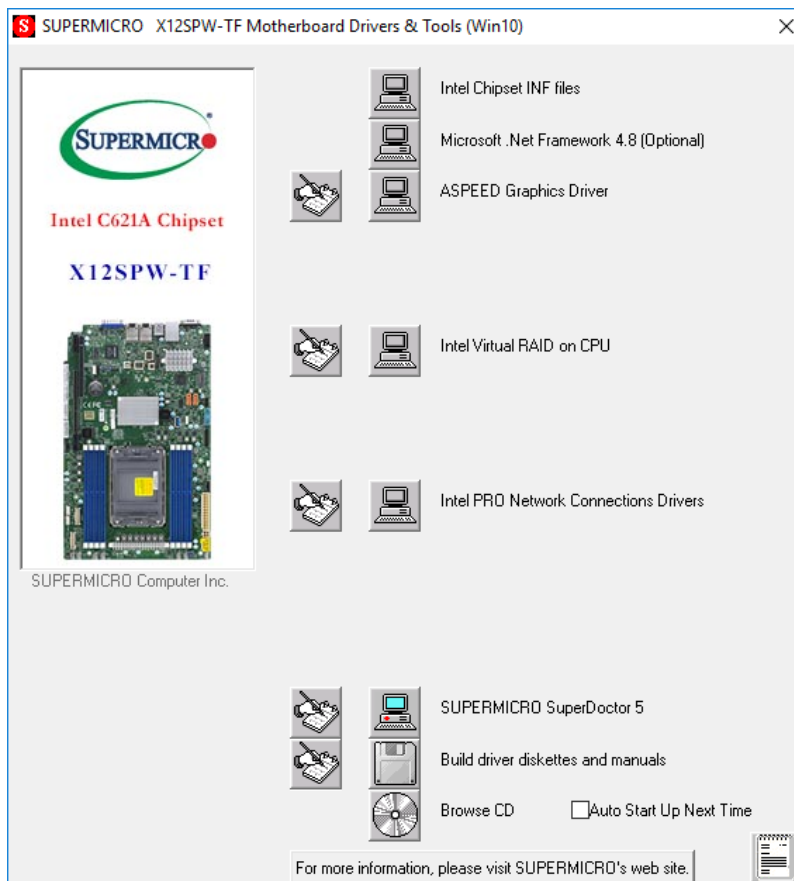 S SUPERMICRO X12SPW-TF Motherboard Drivers & Tools (Win10)
SUPERMICRO
Intel C621A Chipset
X12SPW-TF
SUPERMICRO Computer Inc.
Intel Chipset INF files
Microsoft .Net Framework 4.8 (Optional)
ASPEED Graphics Driver
Intel Virtual RAID on CPU
Intel PRO Network Connections Drivers
SUPERMICRO SuperDoctor 5
Build driver diskettes and manuals
Browse CD Auto Start Up Next Time
For more information, please visit SUPERMICRO's web site.